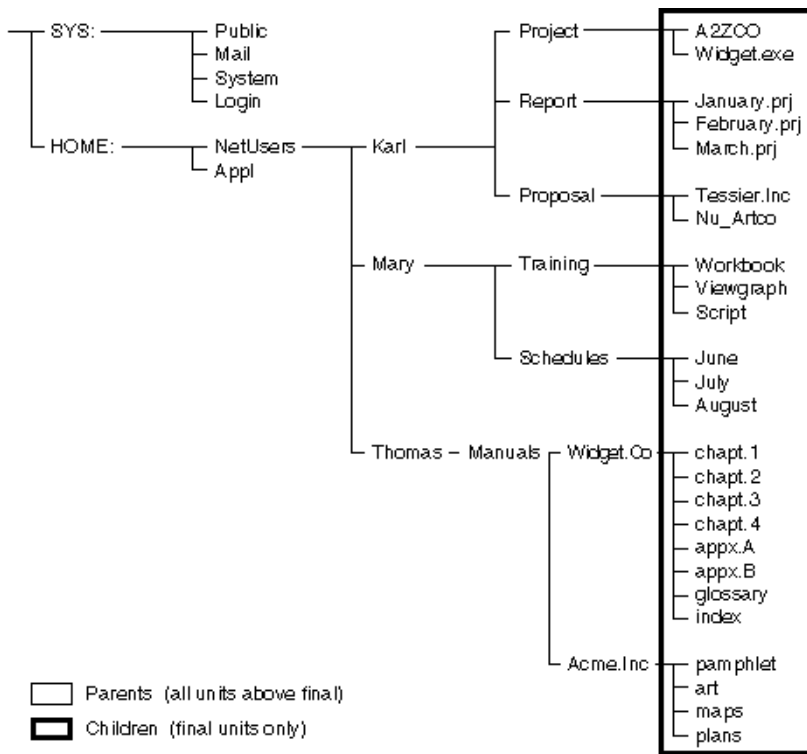 SYS: Public Project A2ZCO
Mail Widget.exe
System
Login Report January.prj
February.prj
HOME: NetUsers Karl March.prj
Appl
Proposal Tessier.Inc
Nu_Artco
Mary Training Workbook
Viewgraph
Script
Schedules June
July
August
Thomas Manuals Widget.Co chapt.1
chapt.2
chapt.3
chapt.4
appx.A
appx.B
glossary
index
Acme.Inc pamphlet
art
maps
plans
Parents (all units above final)
Children (final units only)